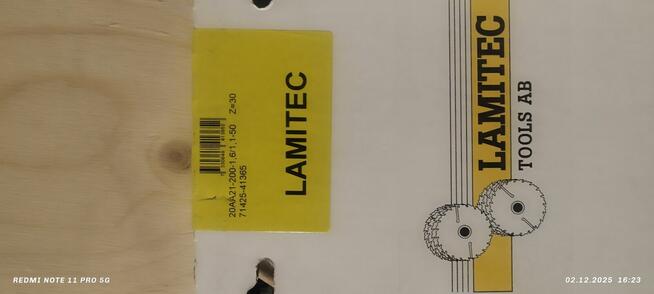 LAMITEC
TOOLS AB
LAMITEC
20AA21-200-1,6/1,1-50 Z=30
71425-41365
REDMI NOTE 11 PRO 5G
02.12.2025 16:23